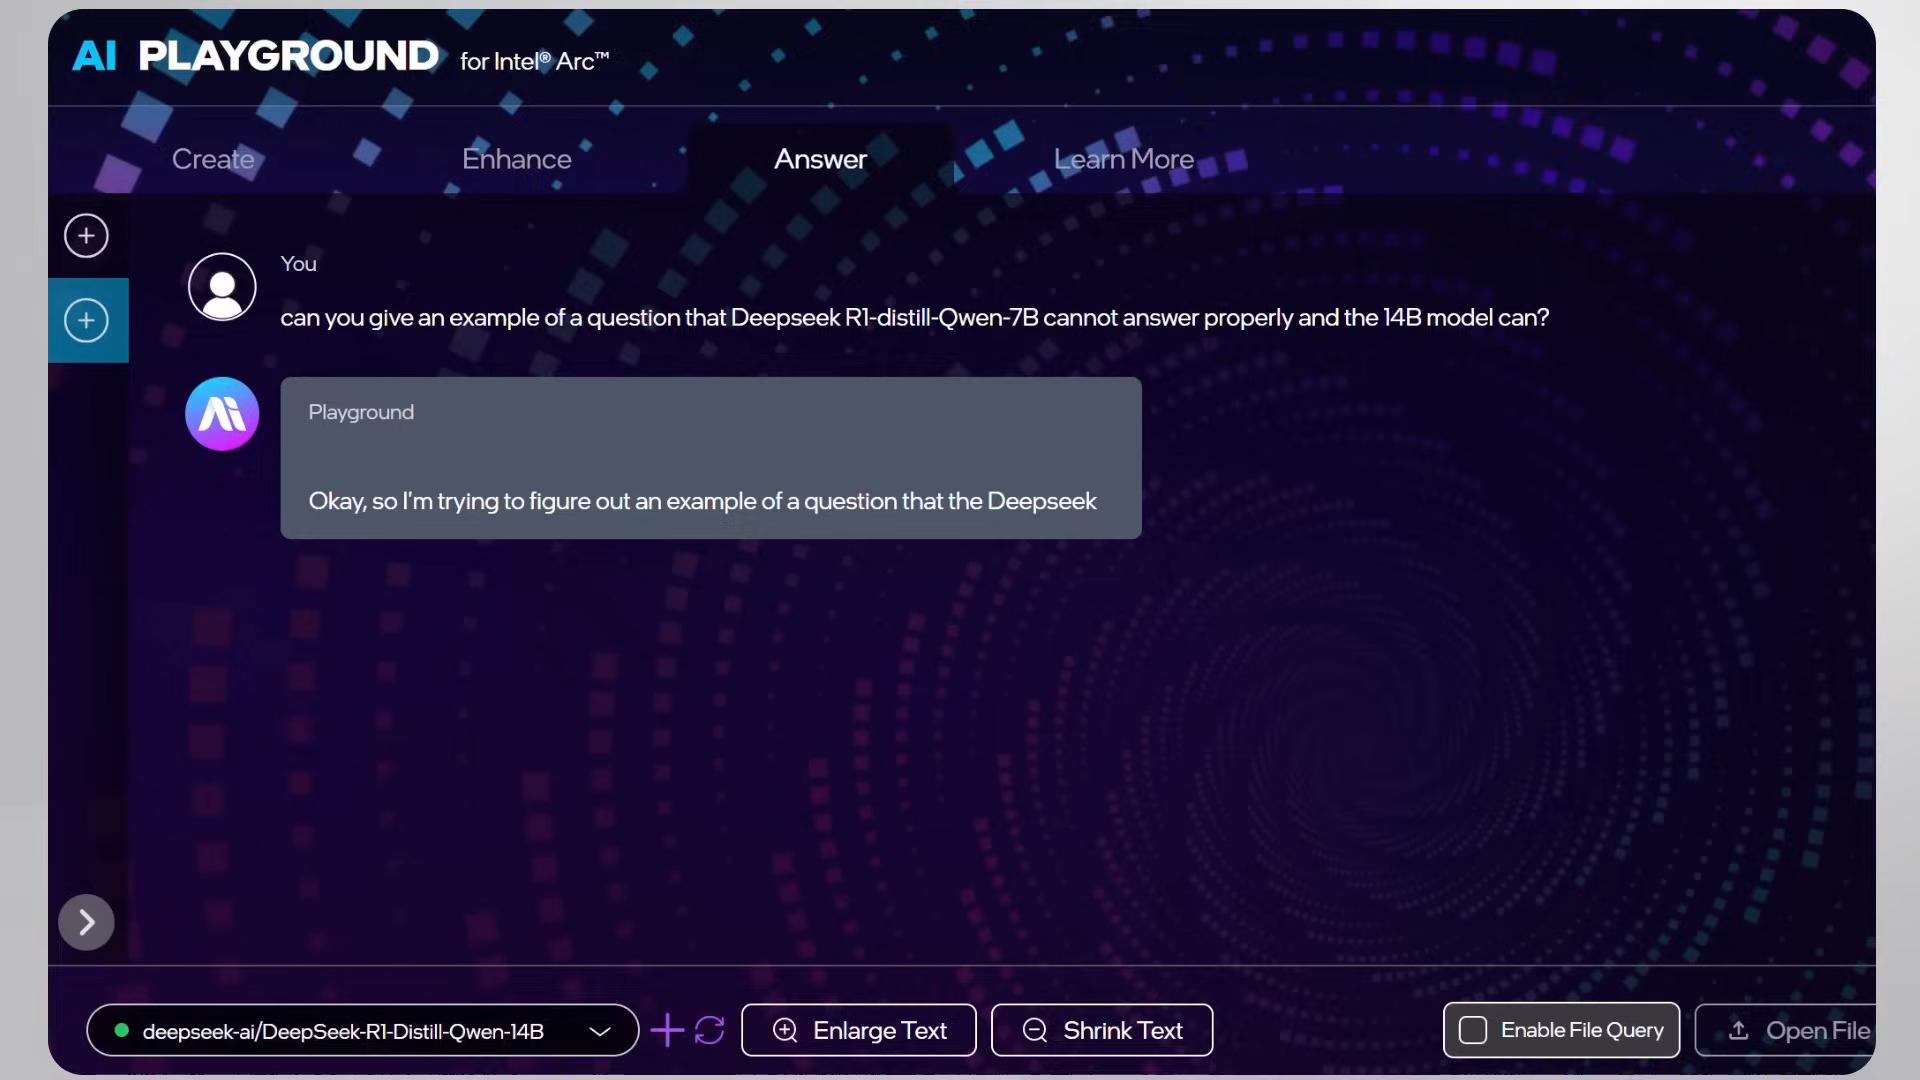 AI PLAYGROUND for Intel® Arc™
Create Enhance Answer Learn More
You
can you give an example of a question that Deepseek R1-distill-Qwen-7B cannot answer properly and the 14B model can?
Playground
Okay, so I'm trying to figure out an example of a question that the Deepseek
deepseek-ai/DeepSeek-R1-Distill-Qwen-14B Enlarge Text Shrink Text Enable File Query Open File